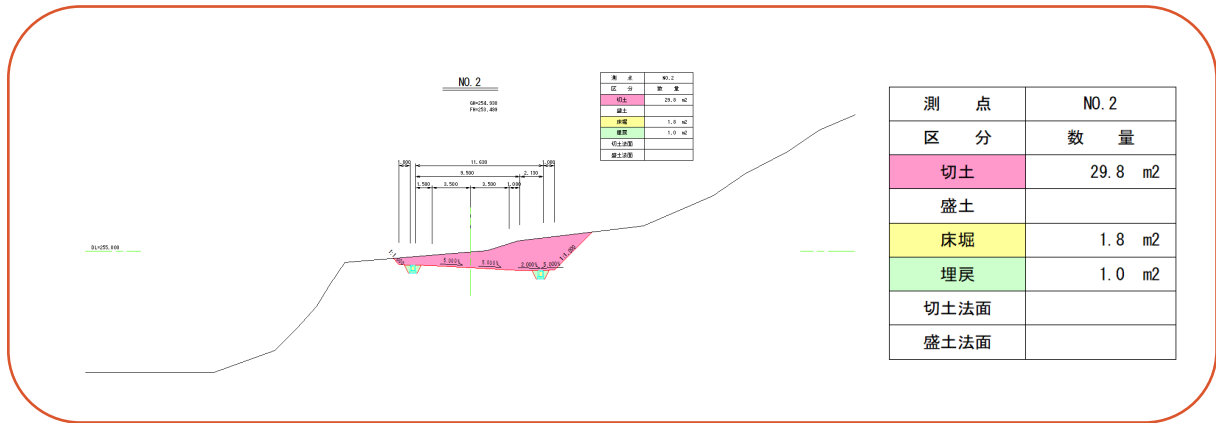 NO.2
GH=254.930
FH=253.489
測 点 NO.2
区 分 数 量
切土 29.8 m2
盛土
床堀 1.8 m2
埋戻 1.0 m2
切土法面
盛土法面
1.000 11.630 1.000
9.500 2.130
1.500 3.500 3.500 1.000
DL=255.000
5.000% 5.000% 2.000% 5.000%
1:1.000
測 点 NO.2
区 分 数 量
切土 29.8 m2
盛土
床堀 1.8 m2
埋戻 1.0 m2
切土法面
盛土法面